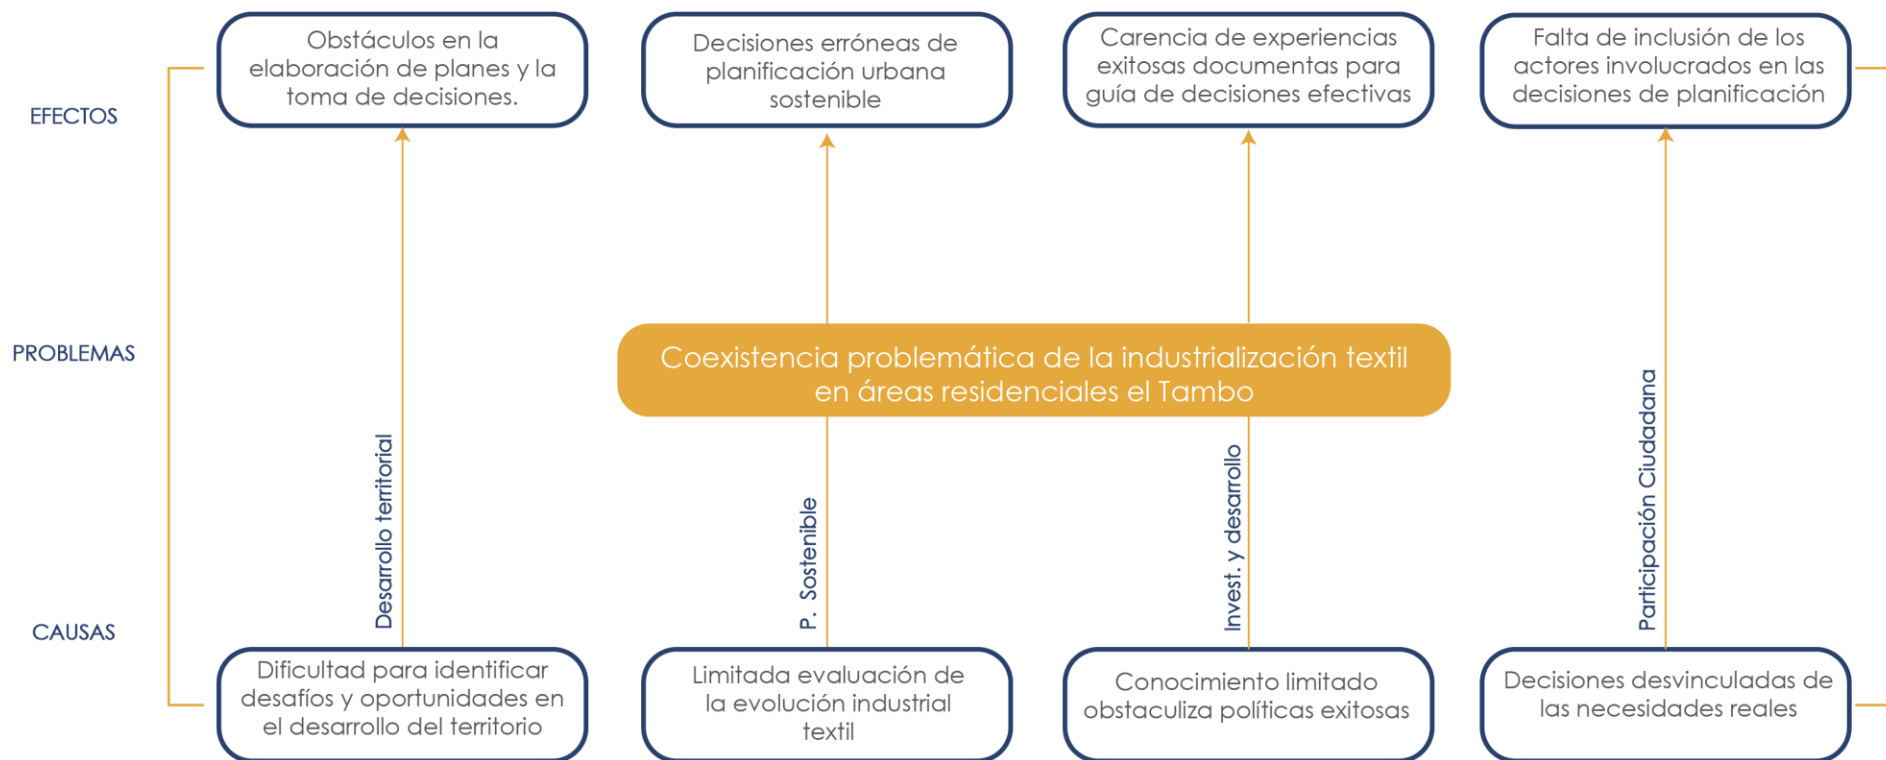 Obstáculos en la
elaboración de planes y la
toma de decisiones.
Decisiones erróneas de
planificación urbana
sostenible
Carencia de experiencias
exitosas documentas para
guía de decisiones efectivas
Falta de inclusión de los
actores involucrados en las
decisiones de planificación
EFECTOS
PROBLEMAS
Coexistencia problemática de la industrialización textil
en áreas residenciales el Tambo
Desarrollo territorial
P. Sostenible
Invest. y desarrollo
Participación Ciudadana
CAUSAS
Dificultad para identificar
desafíos y oportunidades en
el desarrollo del territorio
Limitada evaluación de
la evolución industrial
textil
Conocimiento limitado
obstaculiza políticas exitosas
Decisiones desvinculadas de
las necesidades reales